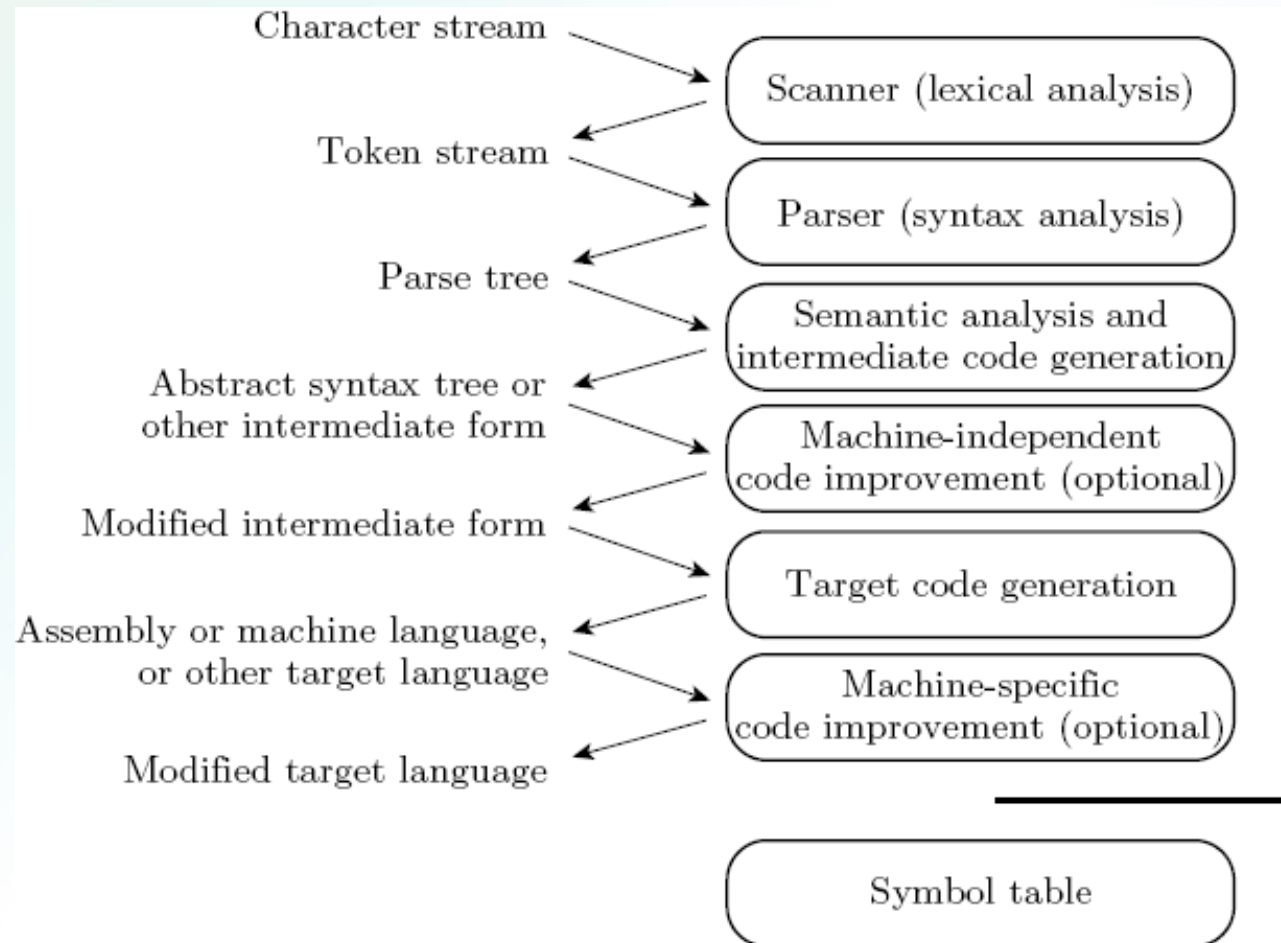 Character stream
Scanner (lexical analysis)
Token stream
Parser (syntax analysis)
Parse tree
Semantic analysis and
intermediate code generation
Abstract syntax tree or
other intermediate form
Machine-independent
code improvement (optional)
Modified intermediate form
Target code generation
Assembly or machine language,
or other target language
Machine-specific
code improvement (optional)
Modified target language
Symbol table